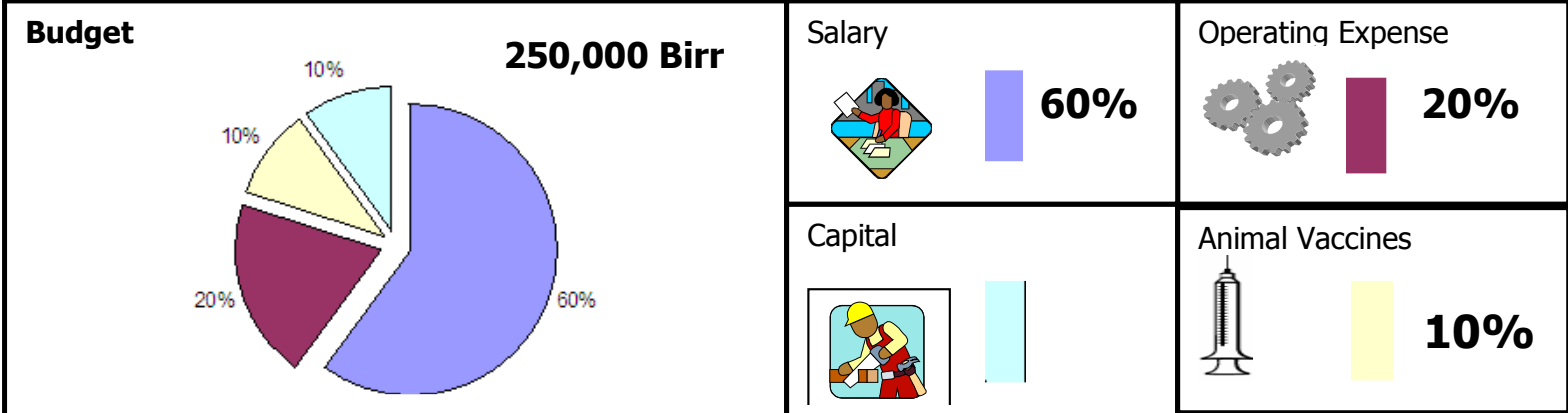 Budget
250,000 Birr
10%
10%
20%
60%
Salary
60%
Operating Expense
20%
Capital
Animal Vaccines
10%